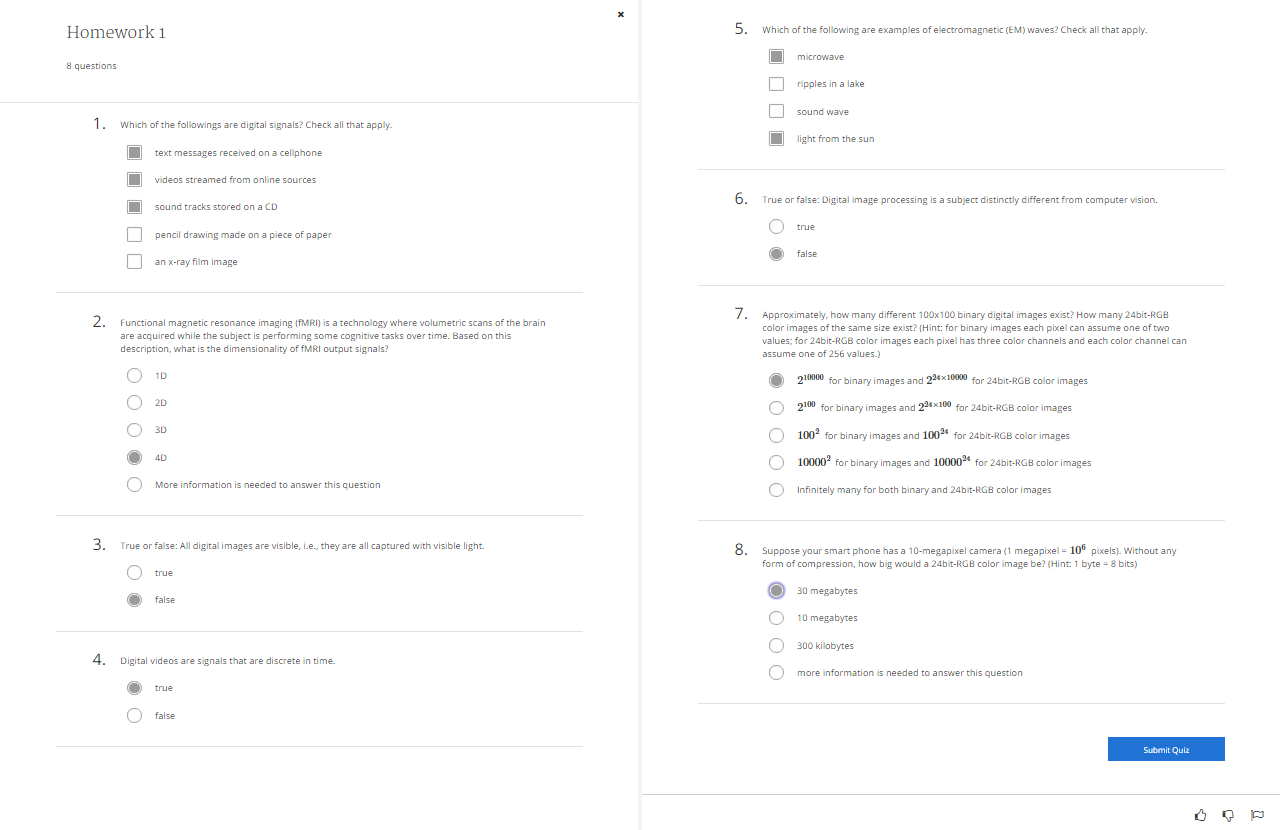 Homework 1
8 questions
1. Which of the followings are digital signals? Check all that apply.
text messages received on a cellphone
videos streamed from online sources
sound tracks stored on a CD
pencil drawing made on a piece of paper
an x-ray film image
2. Functional magnetic resonance imaging (fMRI) is a technology where volumetric scans of the brain
are acquired while the subject is performing some cognitive tasks over time. Based on this
description, what is the dimensionality of fMRI output signals?
1D
2D
3D
4D
More information is needed to answer this question
3. True or false: All digital images are visible, i.e., they are all captured with visible light.
true
false
4. Digital videos are signals that are discrete in time.
true
false
5. Which of the following are examples of electromagnetic (EM) waves? Check all that apply.
microwave
ripples in a lake
sound wave
light from the sun
6. True or false: Digital image processing is a subject distinctly different from computer vision.
true
false
7. Approximately, how many different 100x100 binary digital images exist? How many 24bit-RGB
color images of the same size exist? (Hint: for binary images each pixel can assume one of two
values; for 24bit-RGB color images each pixel has three color channels and each color channel can
assume one of 256 values.)
2^10000 for binary images and 2^24×10000 for 24bit-RGB color images
2^100 for binary images and 2^24×100 for 24bit-RGB color images
100^2 for binary images and 100^24 for 24bit-RGB color images
10000^2 for binary images and 10000^24 for 24bit-RGB color images
Infinitely many for both binary and 24bit-RGB color images
8. Suppose your smart phone has a 10-megapixel camera (1 megapixel = 10^6 pixels). Without any
form of compression, how big would a 24bit-RGB color image be? (Hint: 1 byte = 8 bits)
30 megabytes
10 megabytes
300 kilobytes
more information is needed to answer this question
Submit Quiz